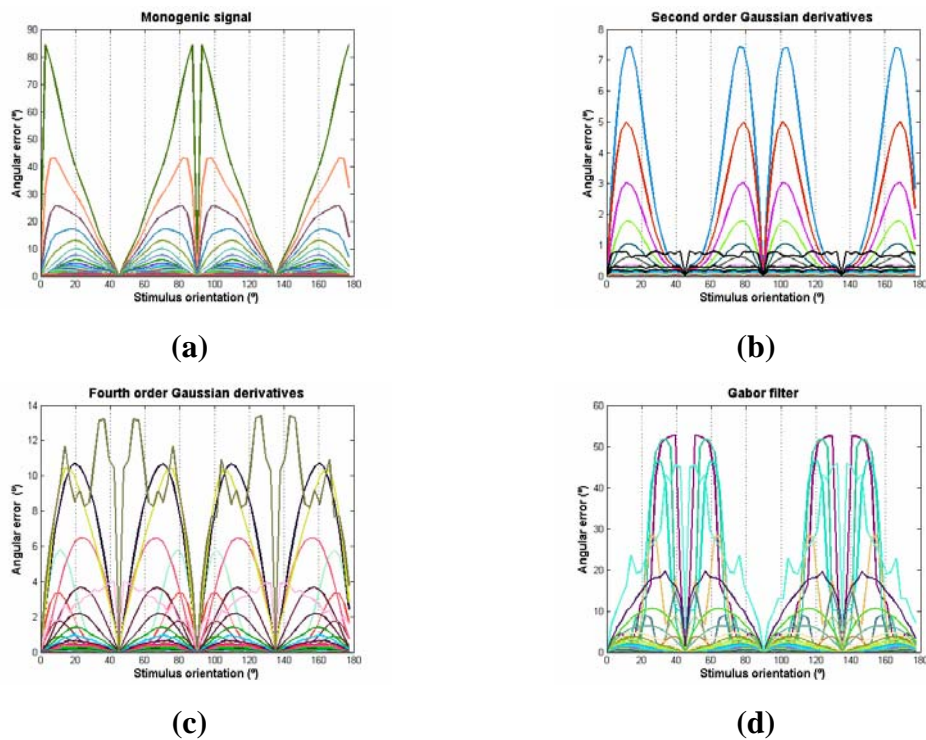 Monogenic signal
90
80
70
60
50
40
30
20
10
0
Angular error (º)
0 20 40 60 80 100 120 140 160 180
Stimulus orientation (º)
(a)
Second order Gaussian derivatives
8
7
6
5
4
3
2
1
0
Angular error (º)
0 20 40 60 80 100 120 140 160 180
Stimulus orientation (º)
(b)
Fourth order Gaussian derivatives
14
12
10
8
6
4
2
0
Angular error (º)
0 20 40 60 80 100 120 140 160 180
Stimulus orientation (º)
(c)
Gabor filter
60
50
40
30
20
10
0
Angular error (º)
0 20 40 60 80 100 120 140 160 180
Stimulus orientation (º)
(d)